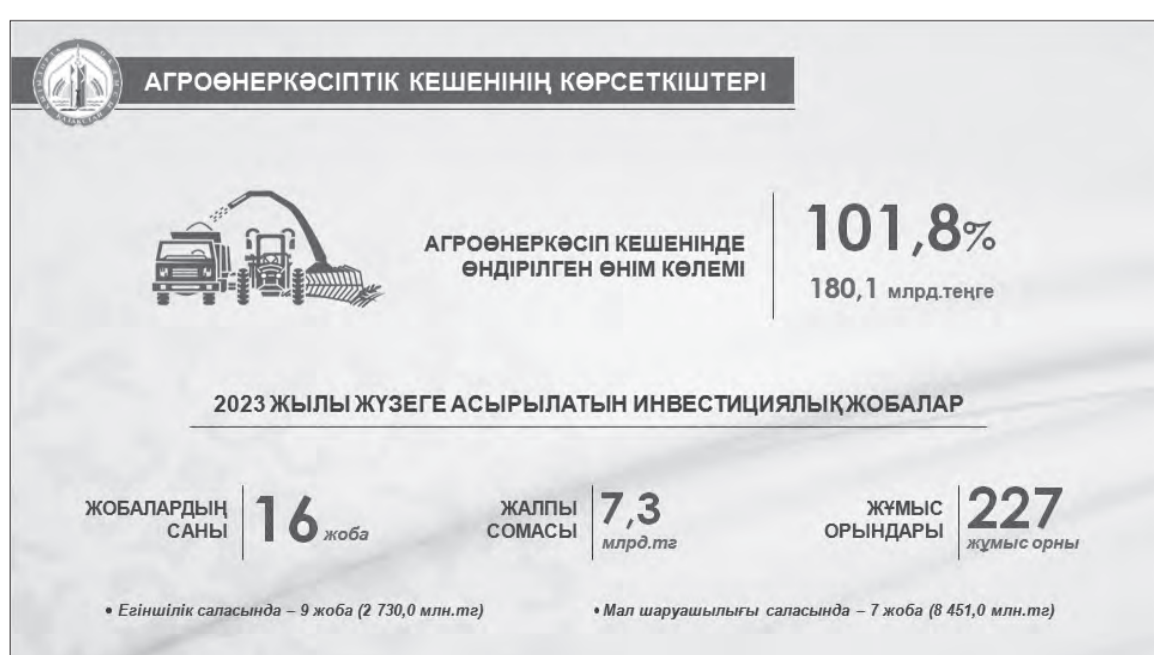 АГРОӨНЕРКӘСІПТІК КЕШЕНІНІҢ КӨРСЕТКІШТЕРІ
АГРОӨНЕРКӘСІП КЕШЕНІНДЕ
ӨНДІРІЛГЕН ӨНІМ КӨЛЕМІ
101,8%
180,1 млрд.теңге
2023 ЖЫЛЫ ЖҮЗЕГЕ АСЫРЫЛАТЫН ИНВЕСТИЦИЯЛЫҚ ЖОБАЛАР
ЖОБАЛАРДЫҢ
САНЫ
16 жоба
ЖАЛПЫ
СОМАСЫ
7,3
млрд.тг
ЖҰМЫС
ОРЫНДАРЫ
227
жұмыс орны
• Егіншілік саласында – 9 жоба (2 730,0 млн.тг)
• Мал шаруашылығы саласында – 7 жоба (8 451,0 млн.тг)